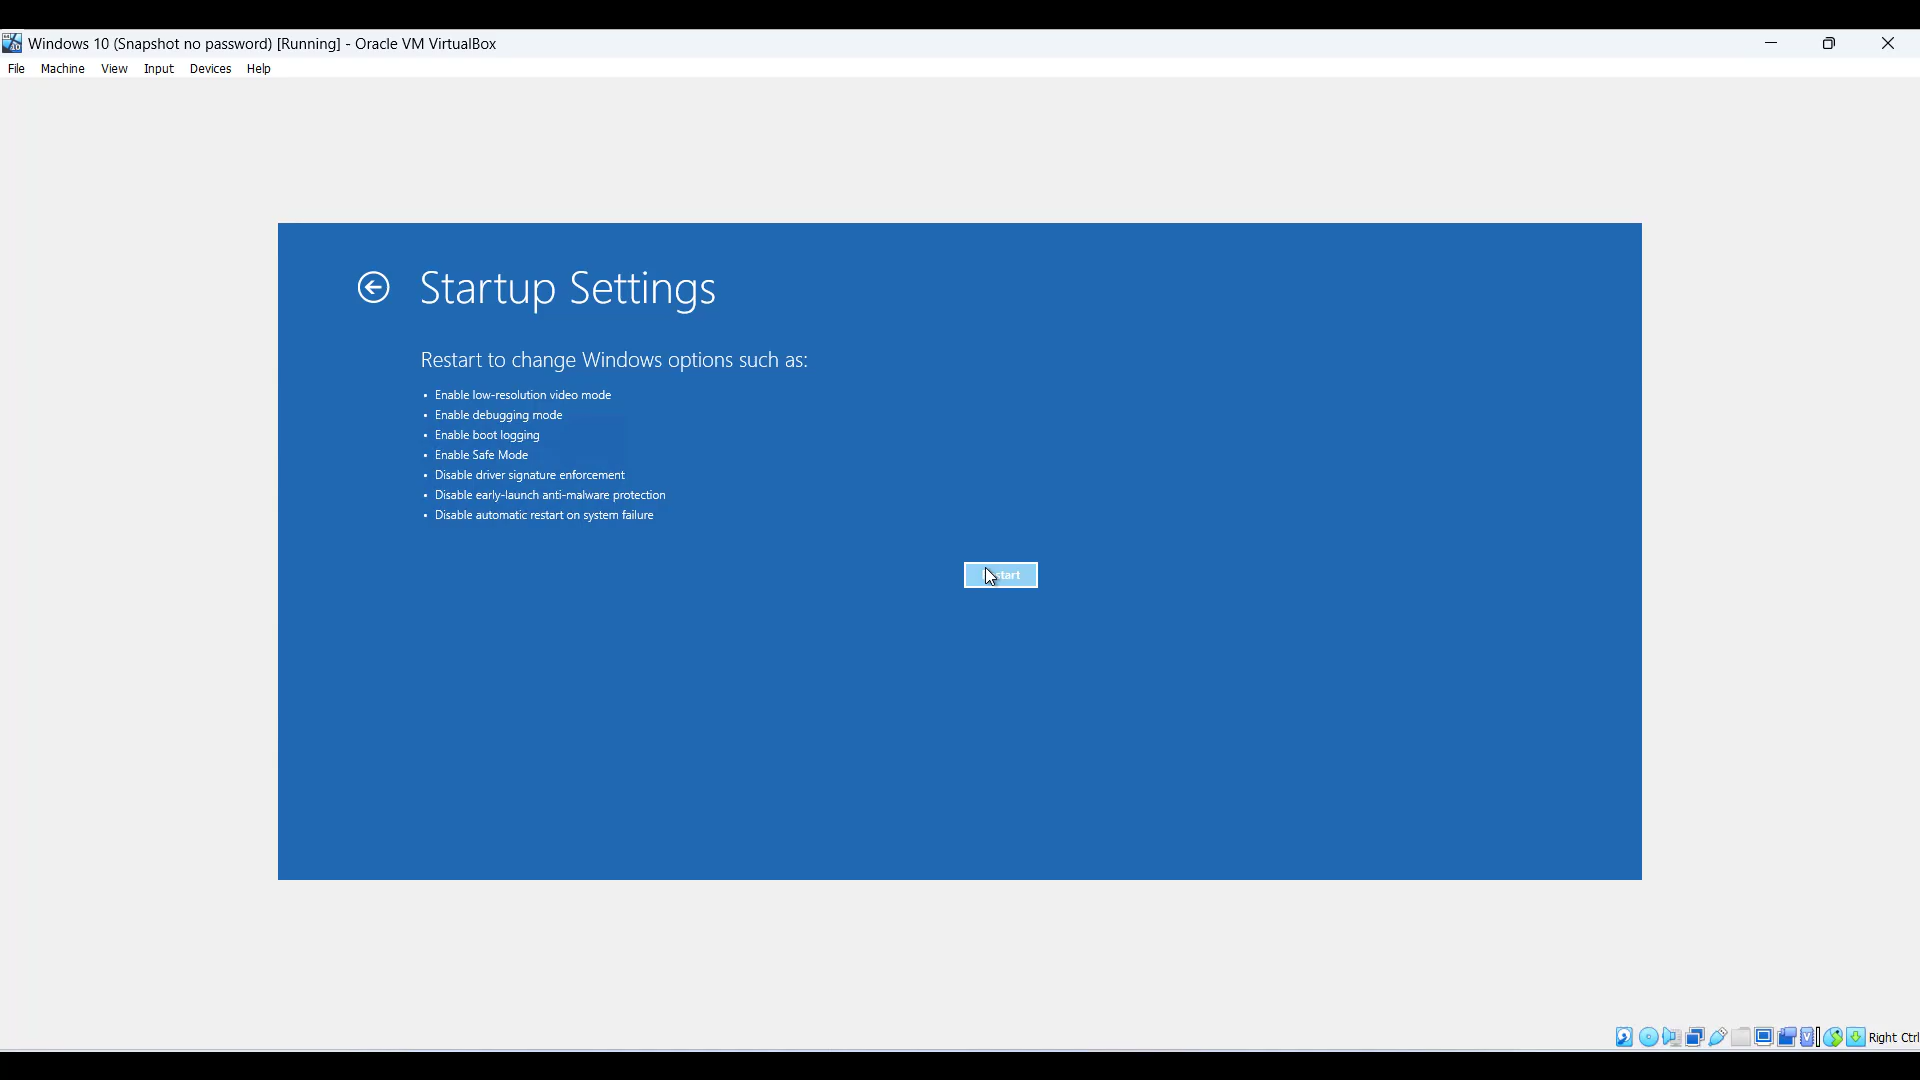 Windows 10 (Snapshot no password) [Running] - Oracle VM VirtualBox
File Machine View Input Devices Help
Startup Settings
Restart to change Windows options such as:
• Enable low-resolution video mode
• Enable debugging mode
• Enable boot logging
• Enable Safe Mode
• Disable driver signature enforcement
• Disable early-launch anti-malware protection
• Disable automatic restart on system failure
Right Ctrl